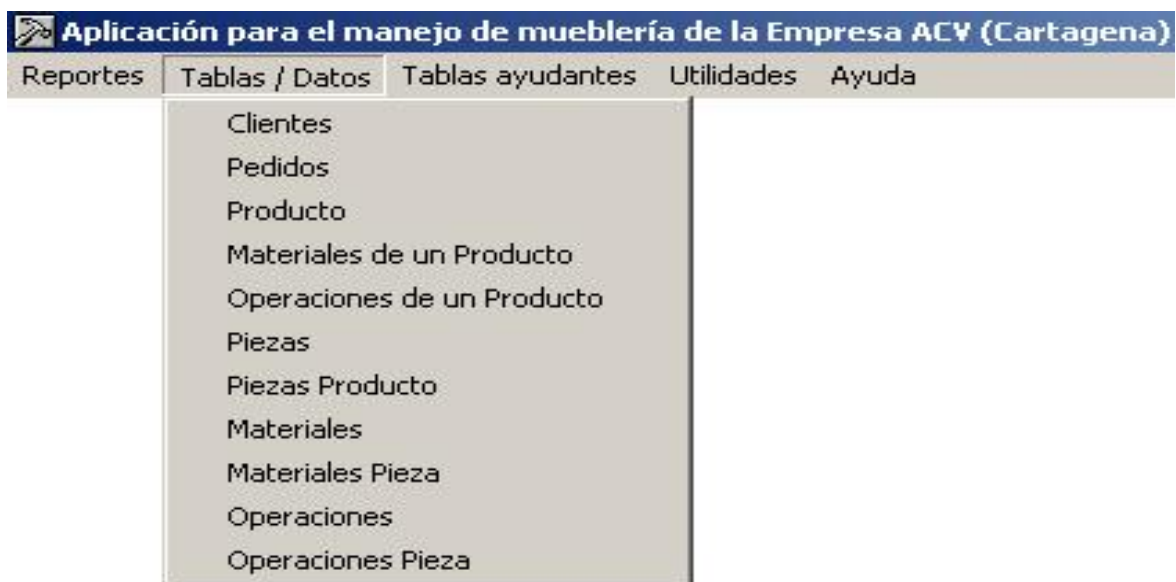 Aplicación para el manejo de mueblería de la Empresa ACV (Cartagena)
Reportes Tablas / Datos Tablas ayudantes Utilidades Ayuda
Clientes
Pedidos
Producto
Materiales de un Producto
Operaciones de un Producto
Piezas
Piezas Producto
Materiales
Materiales Pieza
Operaciones
Operaciones Pieza